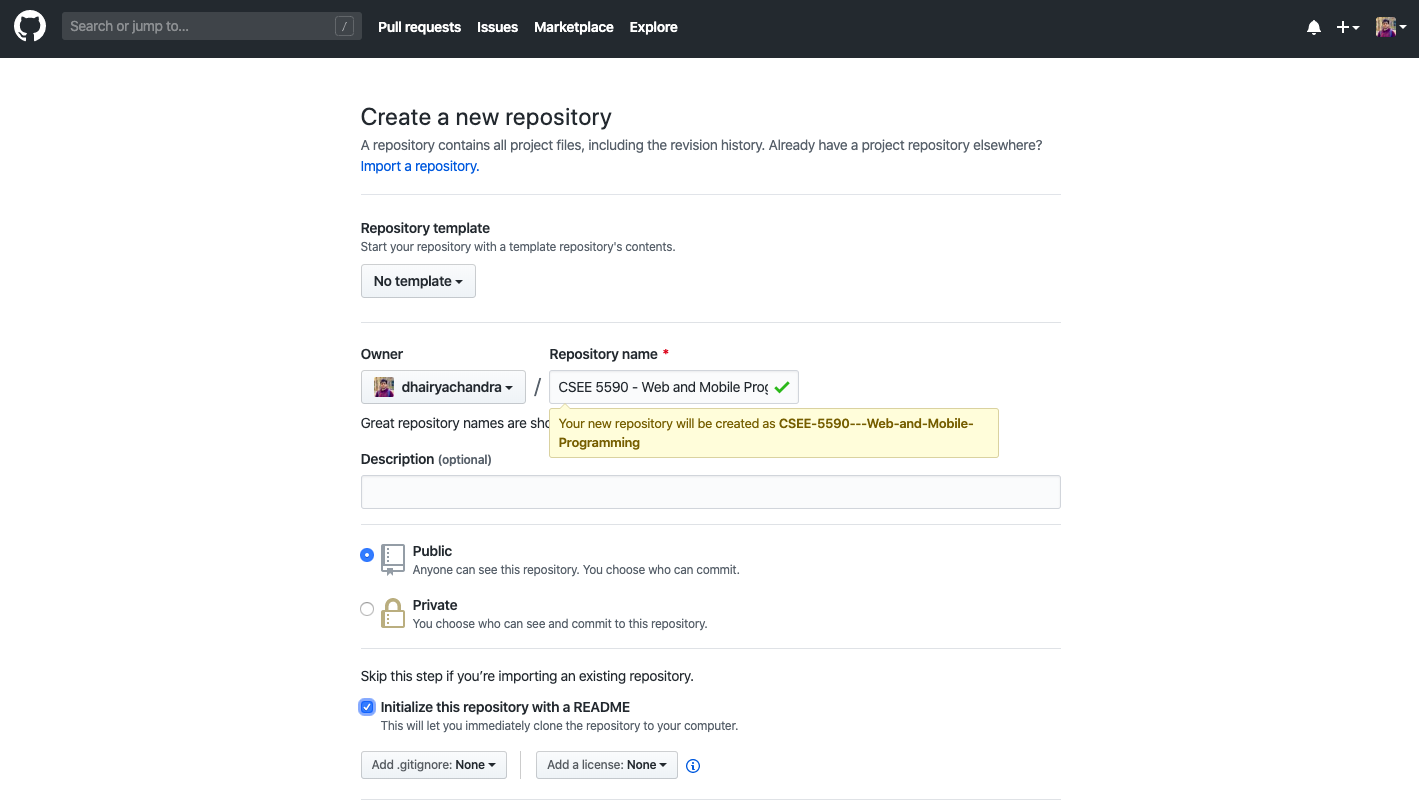 Search or jump to...
/
Pull requests
Issues
Marketplace
Explore
Create a new repository
A repository contains all project files, including the revision history. Already have a project repository elsewhere?
Import a repository.
Repository template
Start your repository with a template repository's contents.
No template
Owner
Repository name *
dhairyachandra
/
CSEE 5590 - Web and Mobile Prog
Great repository names are sho
Your new repository will be created as CSEE-5590---Web-and-Mobile-
Programming
Description (optional)
Public
Anyone can see this repository. You choose who can commit.
Private
You choose who can see and commit to this repository.
Skip this step if you’re importing an existing repository.
Initialize this repository with a README
This will let you immediately clone the repository to your computer.
Add .gitignore: None
Add a license: None